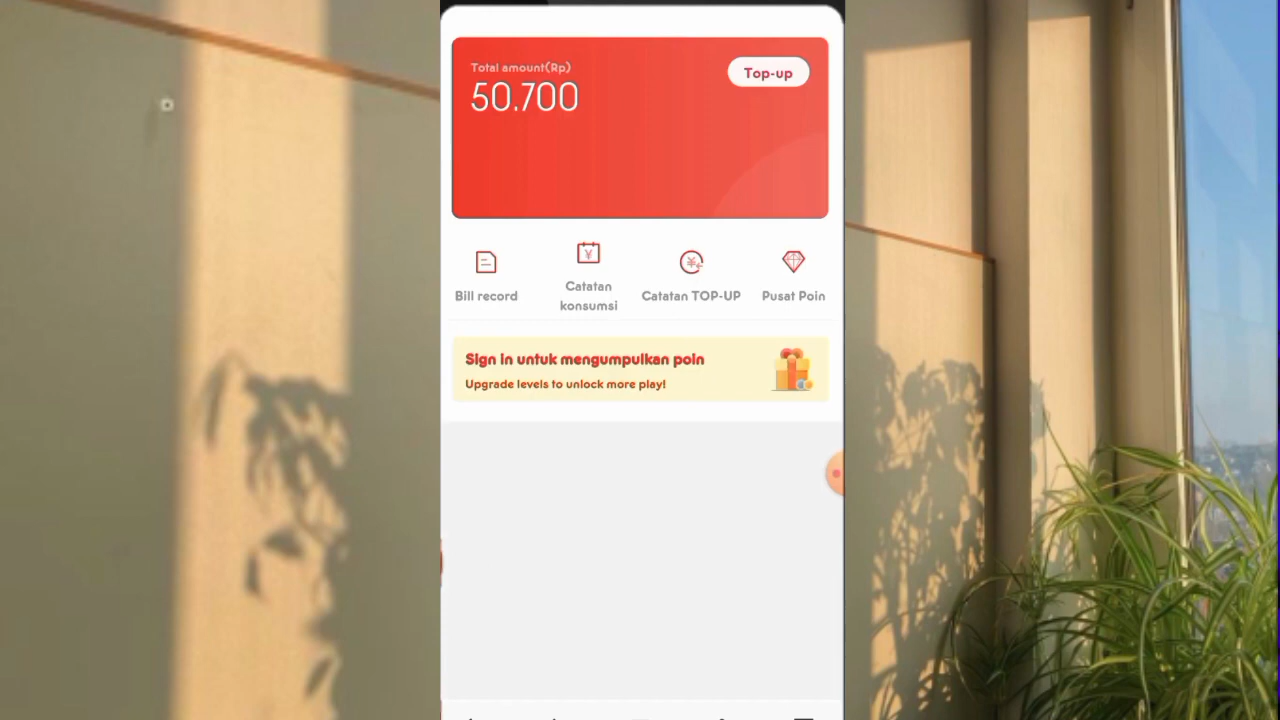 Total amount(Rp)
Top-up
50.700
Bill record
Catatan
konsumsi
Catatan TOP-UP
Pusat Poin
Sign in untuk mengumpulkan poin
Upgrade levels to unlock more play!